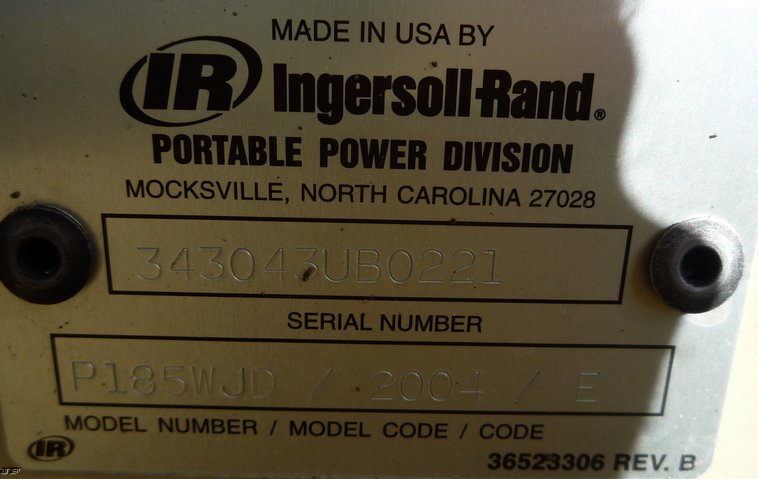 MADE IN USA BY
IR Ingersoll-Rand®
PORTABLE POWER DIVISION
MOCKSVILLE, NORTH CAROLINA 27028
343043UB0221
SERIAL NUMBER
P185WJD / 2004 / E
MODEL NUMBER / MODEL CODE / CODE
IR
36523306 REV. B